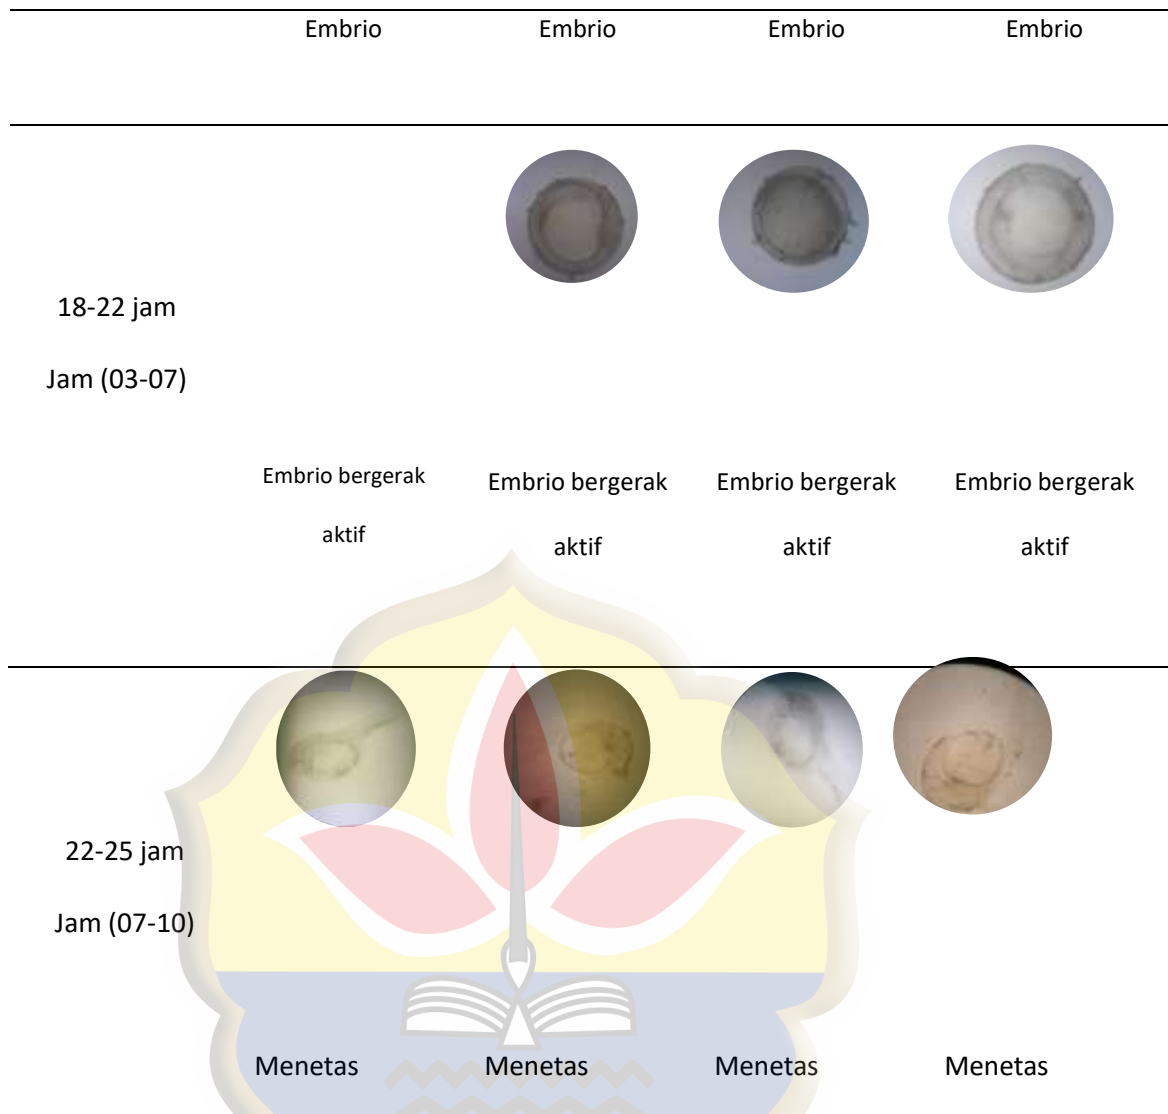 Embrio Embrio Embrio Embrio
18-22 jam
Jam (03-07)
Embrio bergerak Embrio bergerak Embrio bergerak Embrio bergerak
aktif aktif aktif aktif
22-25 jam
Jam (07-10)
Menetas Menetas Menetas Menetas